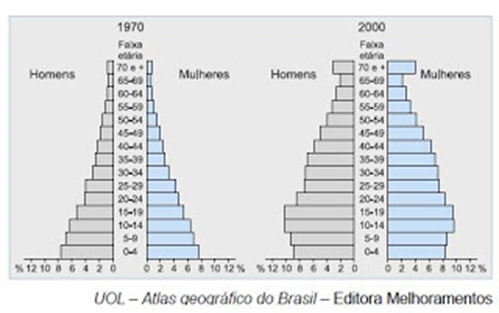 1970
2000
Faixa etária
Faixa etária
Homens
Mulheres
Homens
Mulheres
70 e +
65-69
60-64
55-59
50-54
45-49
40-44
35-39
30-34
25-29
20-24
15-19
10-14
5-9
0-4
70 e +
65-69
60-64
55-59
50-54
45-49
40-44
35-39
30-34
25-29
20-24
15-19
10-14
5-9
0-4
% 12 10 8 6 4 2 0
0 2 4 6 8 10 12 %
% 12 10 8 6 4 2 0
0 2 4 6 8 10 12 %
UOL – Atlas geográfico do Brasil – Editora Melhoramentos